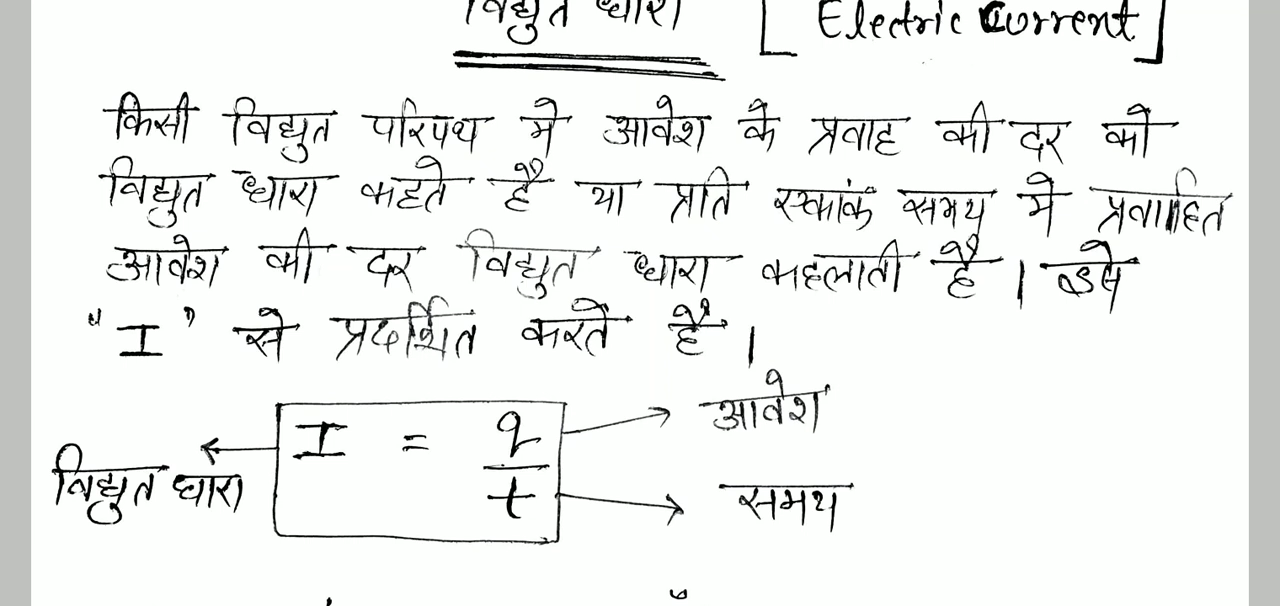 विद्युत धारा [Electric Current]
किसी विद्युत परिपथ मे आवेश के प्रवाह की दर को
विद्युत धारा कहते है या प्रति एकांक समय मे प्रवाहित
आवेश की दर विद्युत धारा कहलाती है । इसे
"I" से प्रदर्शित करते है ।
विद्युत धारा ← I = q/t → आवेश
→ समय